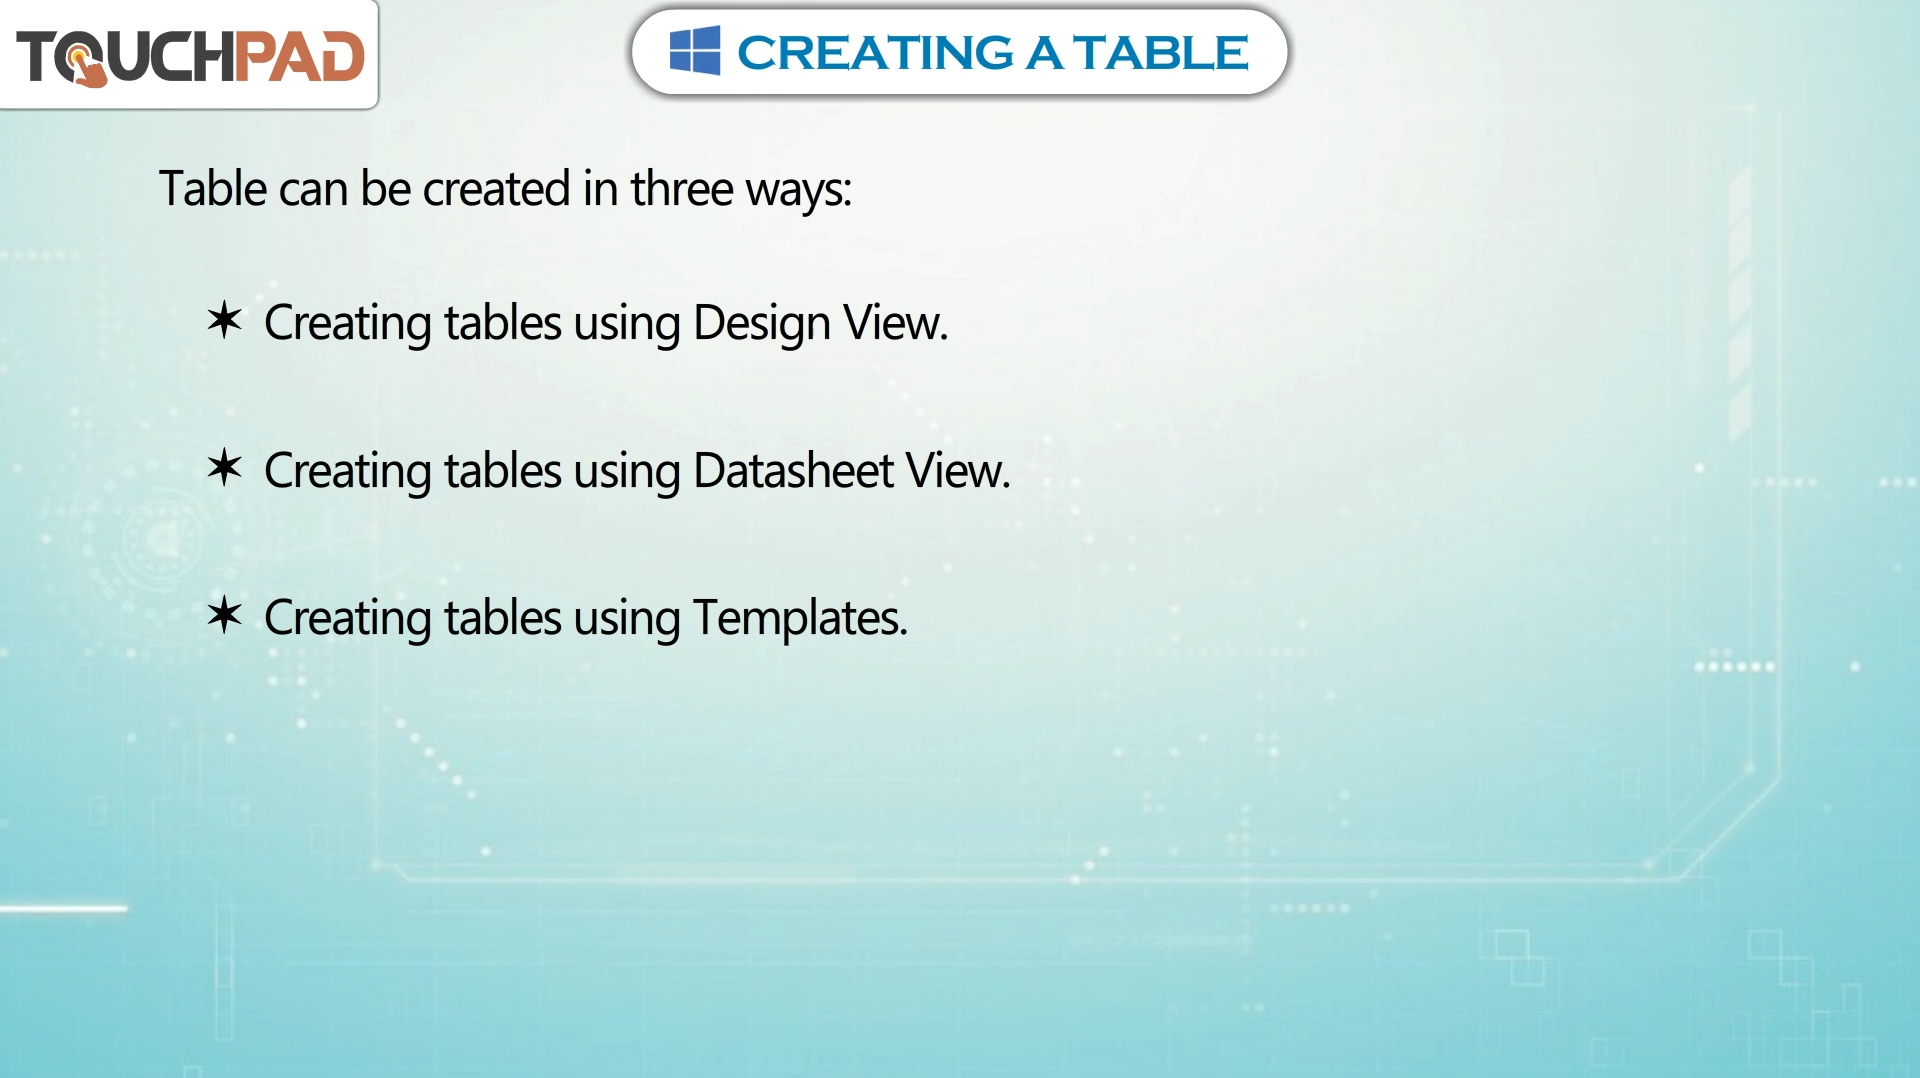 TOUCHPAD
CREATING A TABLE
Table can be created in three ways:
✶ Creating tables using Design View.
✶ Creating tables using Datasheet View.
✶ Creating tables using Templates.